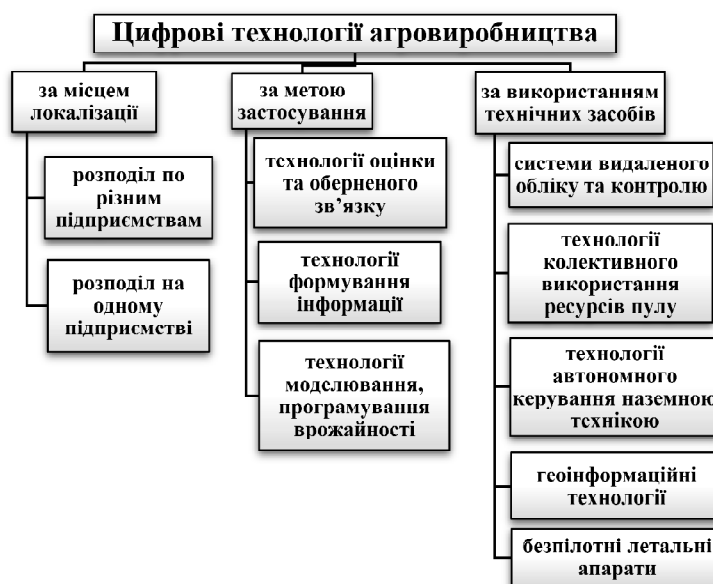 Цифрові технології агровиробництва
за місцем
локалізації
розподіл по
різним
підприємствам
розподіл на
одному
підприємстві
за метою
застосування
технології оцінки
та оберненого
зв’язку
технології
формування
інформації
технології
моделювання,
програмування
врожайності
за використанням
технічних засобів
системи видаленого
обліку та контролю
технології
колективного
використання
ресурсів пулу
технології
автономного
керування наземною
технікою
геоінформаційні
технології
безпілотні летальні
апарати